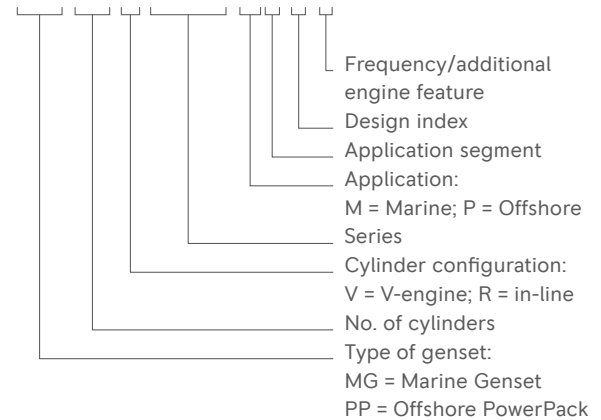 Frequency/additional
engine feature
Design index
Application segment
Application:
M = Marine; P = Offshore
Series
Cylinder configuration:
V = V-engine; R = in-line
No. of cylinders
Type of genset:
MG = Marine Genset
PP = Offshore PowerPack